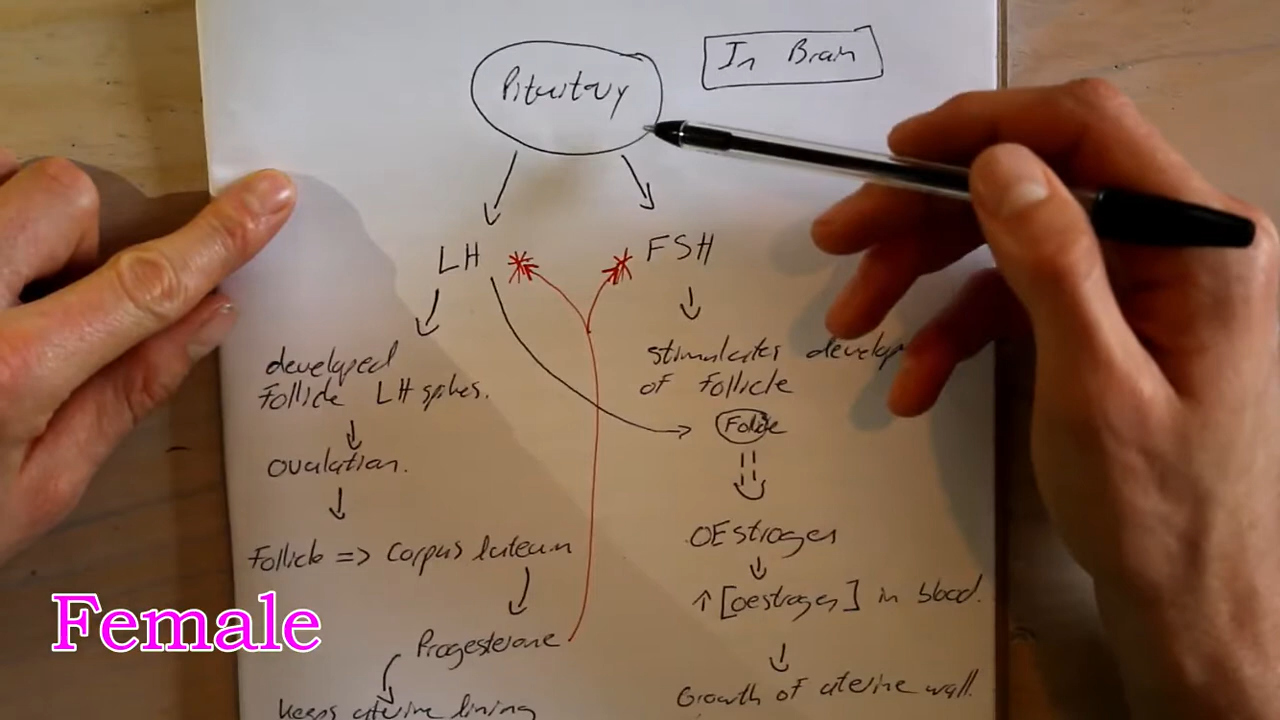 In Brain
Pituitary
LH
FSH
developed
Follicle LH spikes.
stimulates develop
of follicle
Follicle
ovulation.
OEstrogen
Follicle => Corpus luteum
↑ [oestrogen] in blood.
Progesterone
Growth of uterine wall.
keeps uterine lining
Female